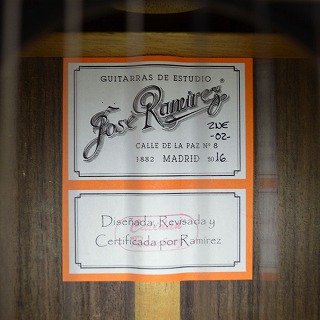 GUITARRAS DE ESTUDIO
José Ramírez ®
2NE
-02-
CALLE DE LA PAZ Nº 8
1882 MADRID 2016
Diseñada, Revisada y
Certificada por Ramírez